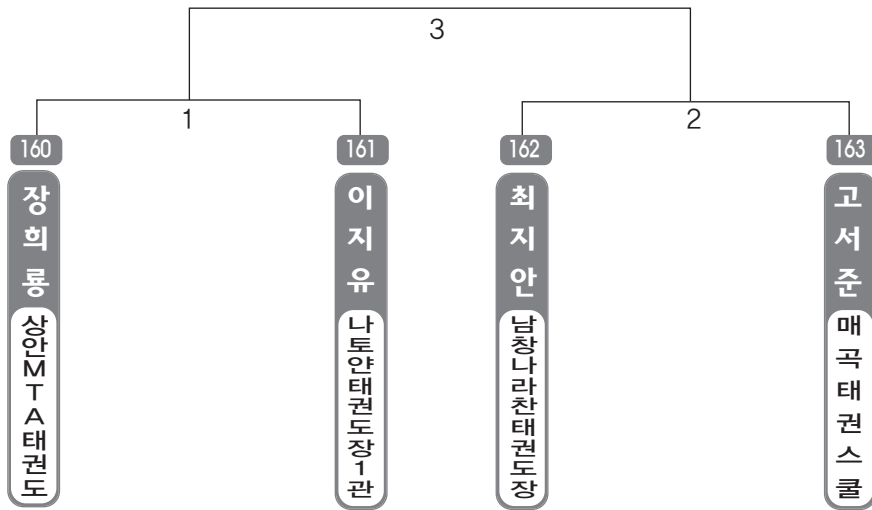 3
1
2
160
161
162
163
장희룡
이지유
최지안
고서준
상안MTA태권도
나토얀태권도장1관
남창나라찬태권도장
매곡태권스쿨